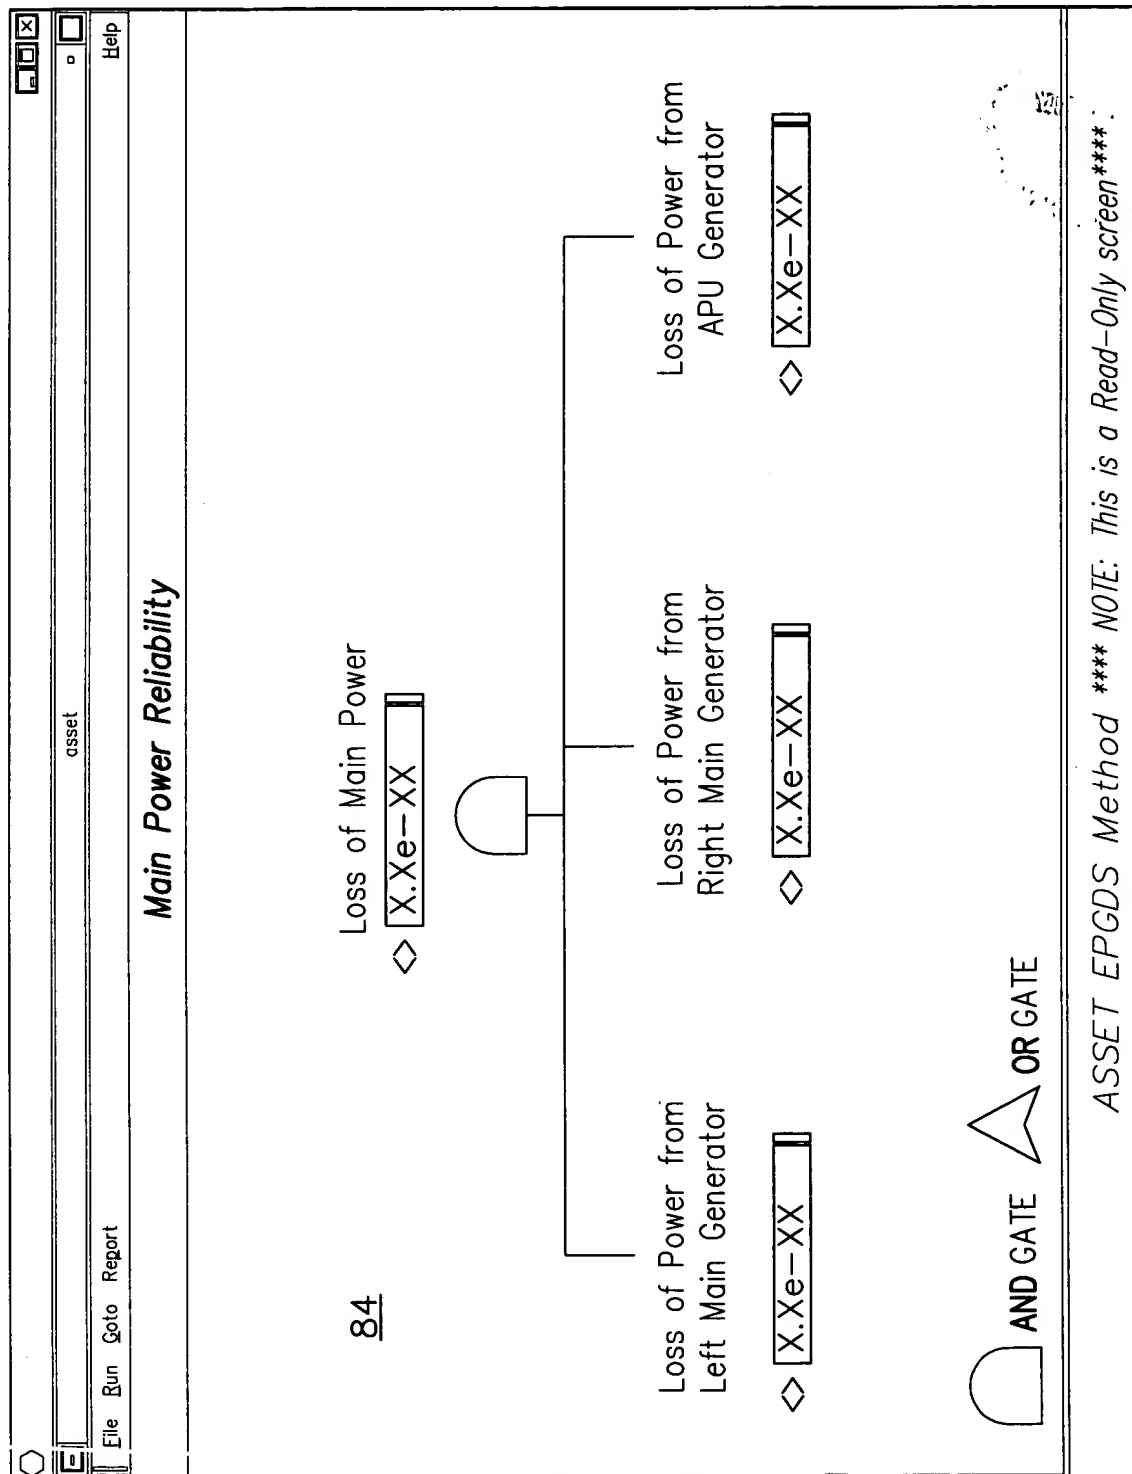 asset
File Run Goto Report Help
Main Power Reliability
84
Loss of Main Power
X.Xe-XX
Loss of Power from
Left Main Generator
X.Xe-XX
Loss of Power from
Right Main Generator
X.Xe-XX
Loss of Power from
APU Generator
X.Xe-XX
AND GATE
OR GATE
ASSET EPGDS Method **** NOTE: This is a Read-Only screen****